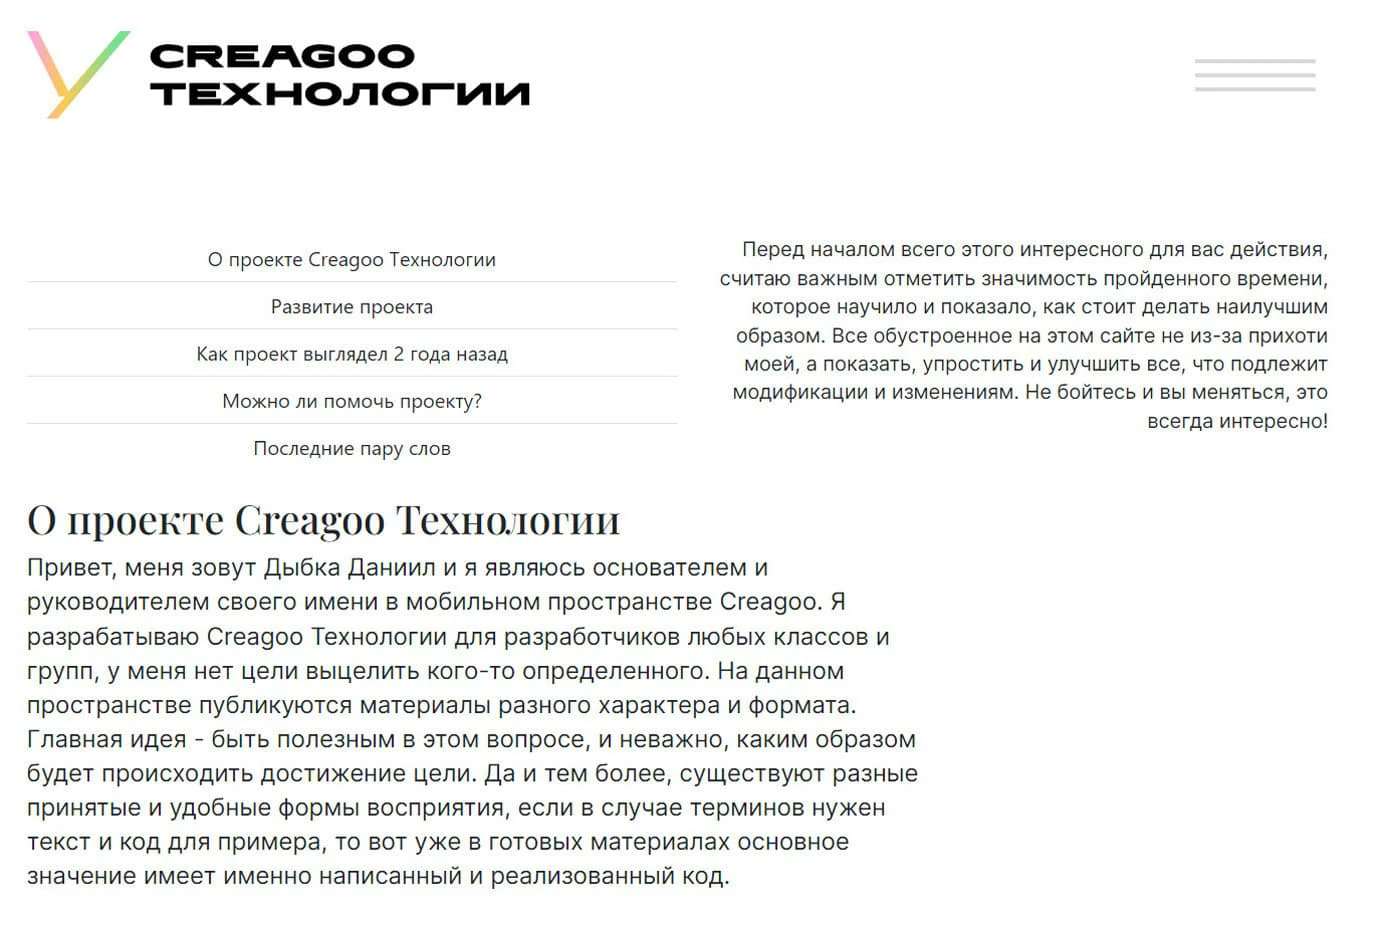 CREAGOO
ТЕХНОЛОГИИ
О проекте Creagoo Технологии
Развитие проекта
Как проект выглядел 2 года назад
Можно ли помочь проекту?
Последние пару слов
Перед началом всего этого интересного для вас действия,
считаю важным отметить значимость пройденного времени,
которое научило и показало, как стоит делать наилучшим
образом. Все обустроенное на этом сайте не из-за прихоти
моей, а показать, упростить и улучшить все, что подлежит
модификации и изменениям. Не бойтесь и вы меняться, это
всегда интересно!
О проекте Creagoo Технологии
Привет, меня зовут Дыбка Даниил и я являюсь основателем и
руководителем своего имени в мобильном пространстве Creagoo. Я
разрабатываю Creagoo Технологии для разработчиков любых классов и
групп, у меня нет цели выцелить кого-то определенного. На данном
пространстве публикуются материалы разного характера и формата.
Главная идея - быть полезным в этом вопросе, и неважно, каким образом
будет происходить достижение цели. Да и тем более, существуют разные
принятые и удобные формы восприятия, если в случае терминов нужен
текст и код для примера, то вот уже в готовых материалах основное
значение имеет именно написанный и реализованный код.